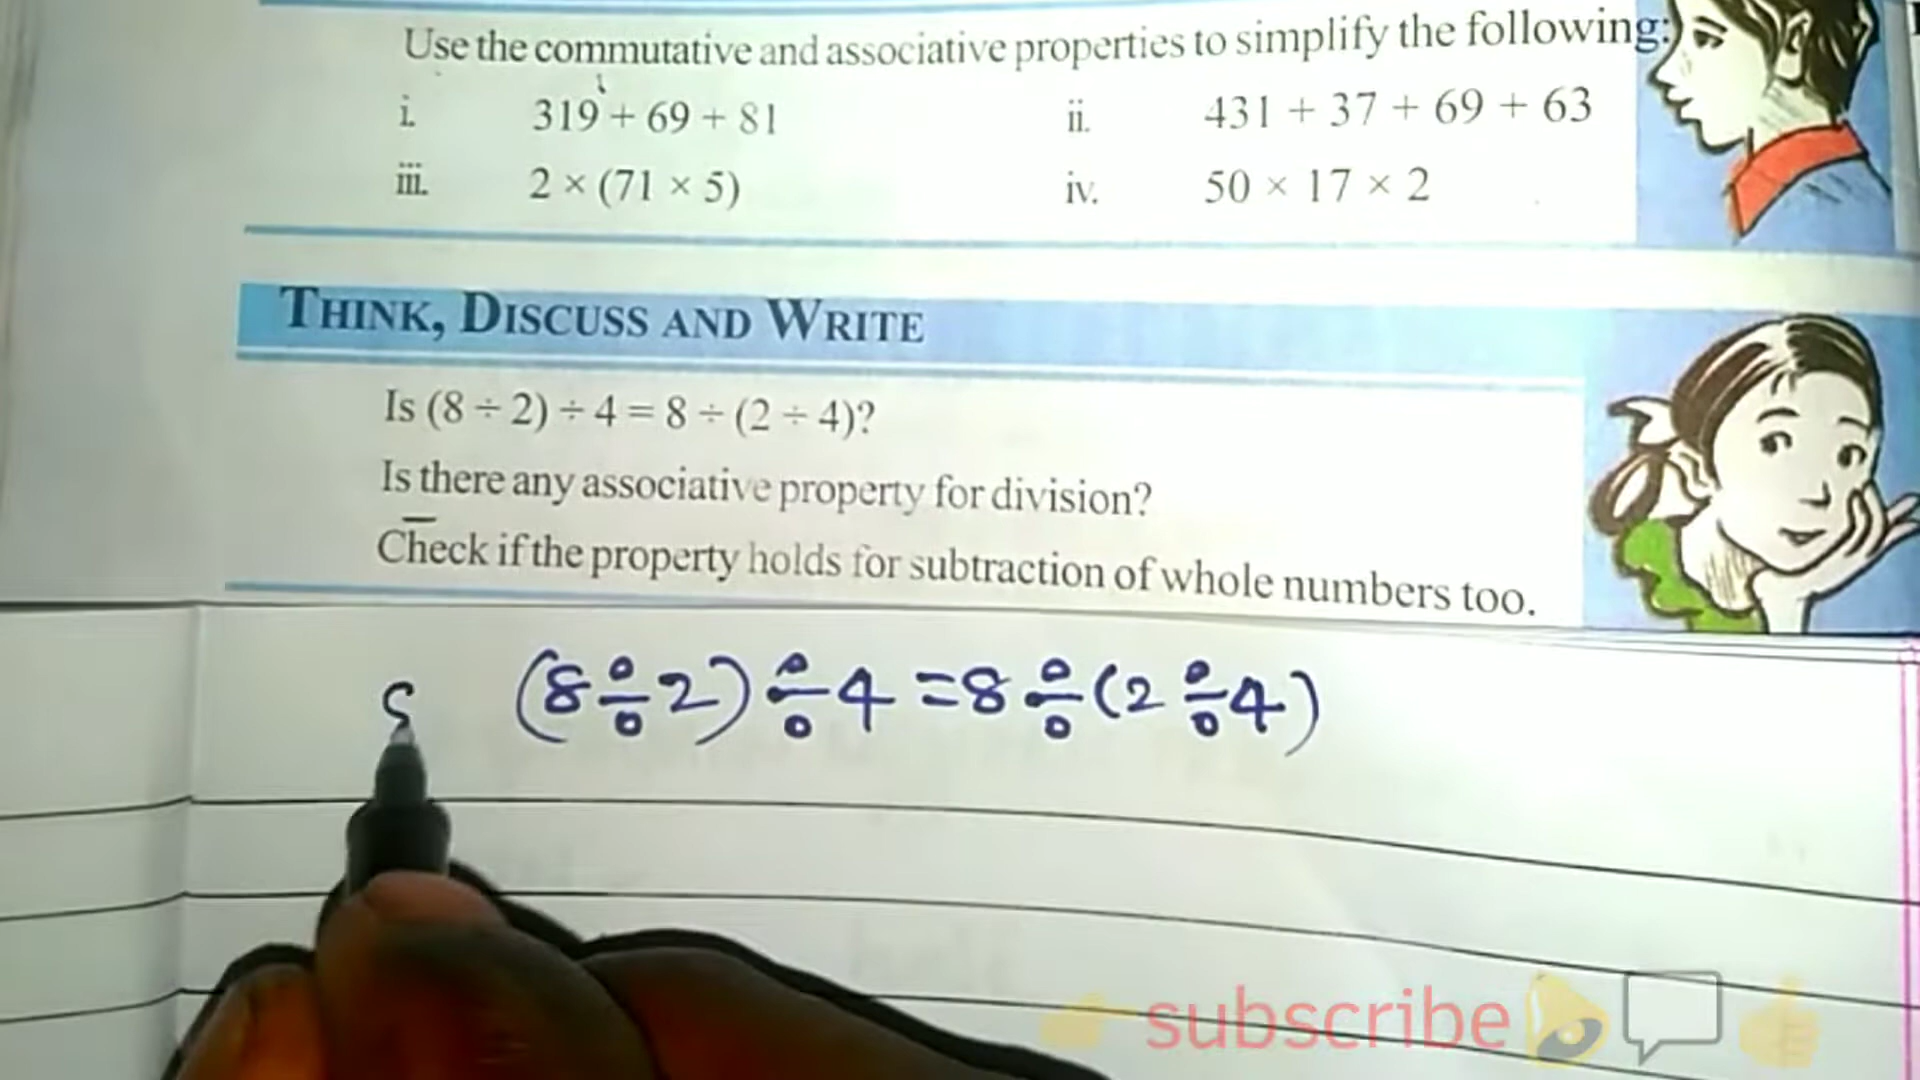 Use the commutative and associative properties to simplify the following:
i. 319 + 69 + 81 ii. 431 + 37 + 69 + 63
iii. 2 × (71 × 5) iv. 50 × 17 × 2
THINK, DISCUSS AND WRITE
Is (8 ÷ 2) ÷ 4 = 8 ÷ (2 ÷ 4)?
Is there any associative property for division?
Check if the property holds for subtraction of whole numbers too.
(8÷2)÷4=8÷(2÷4)
subscribe